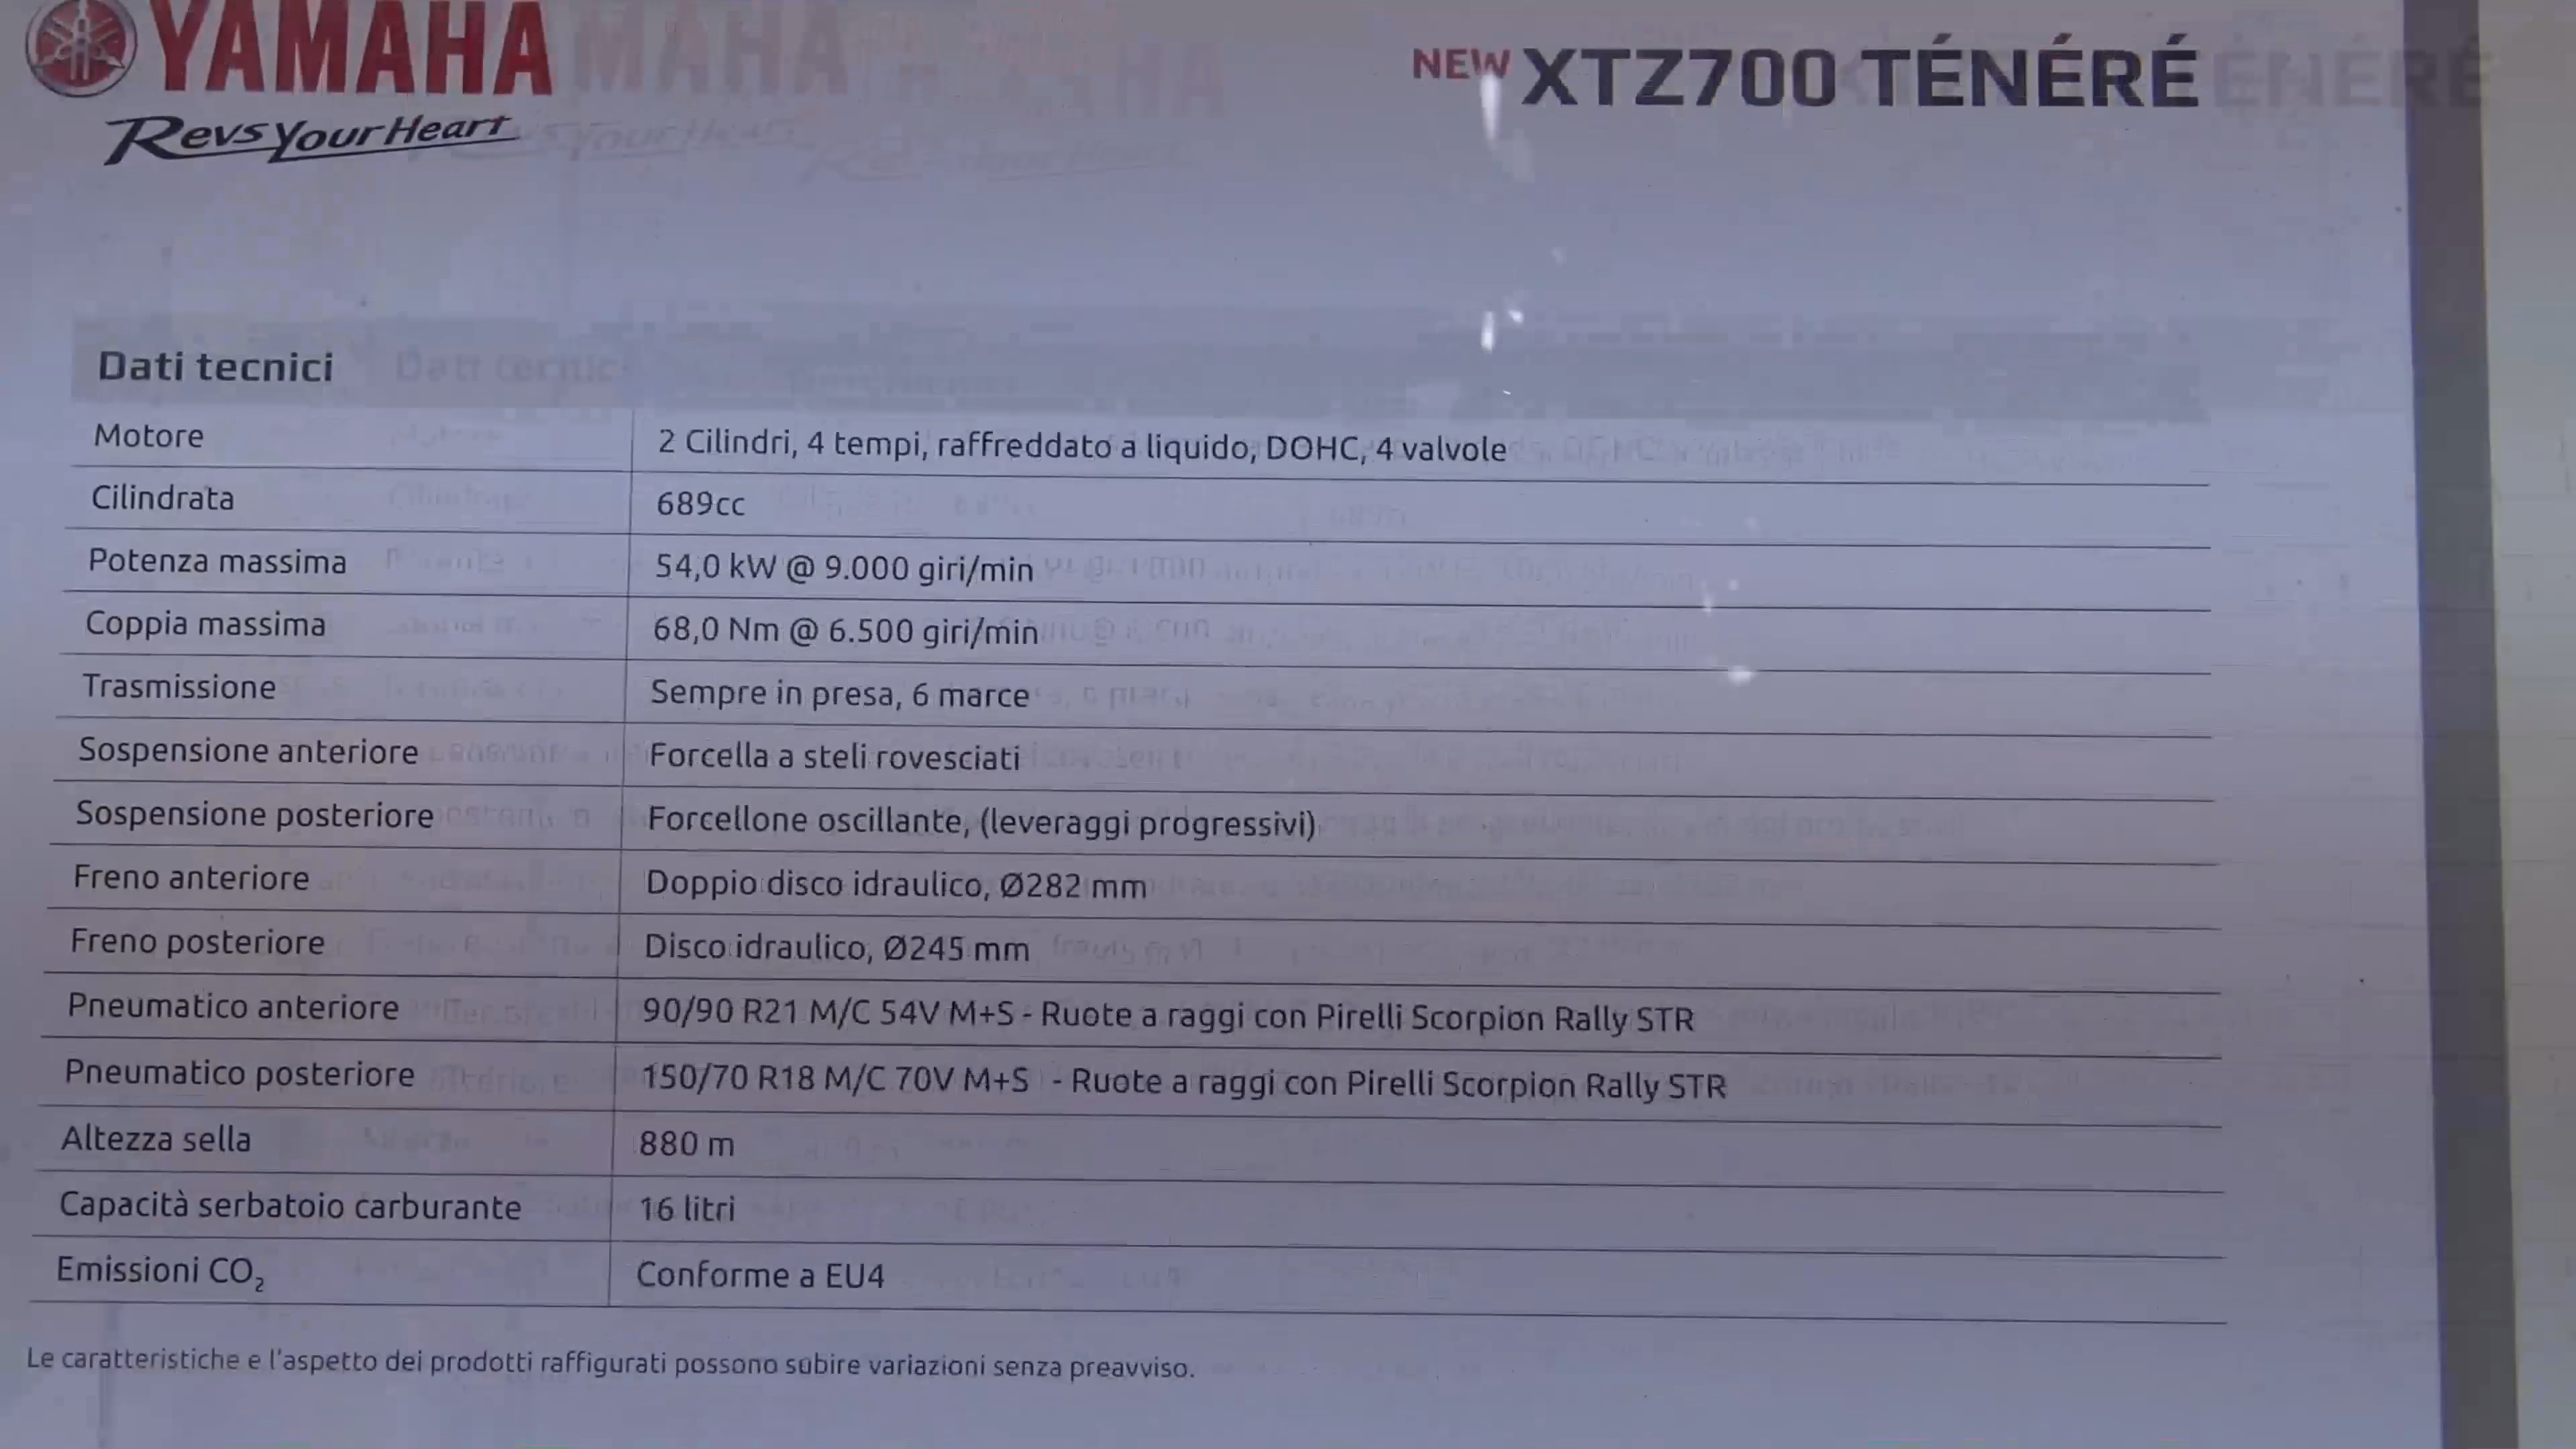 YAMAHA
Revs Your Heart
NEW XTZ700 TÉNÉRÉ
Dati tecnici
Motore 2 Cilindri, 4 tempi, raffreddato a liquido, DOHC, 4 valvole
Cilindrata 689cc
Potenza massima 54,0 kW @ 9.000 giri/min
Coppia massima 68,0 Nm @ 6.500 giri/min
Trasmissione Sempre in presa, 6 marce
Sospensione anteriore Forcella a steli rovesciati
Sospensione posteriore Forcellone oscillante, (leveraggi progressivi)
Freno anteriore Doppio disco idraulico, Ø282 mm
Freno posteriore Disco idraulico, Ø245 mm
Pneumatico anteriore 90/90 R21 M/C 54V M+S - Ruote a raggi con Pirelli Scorpion Rally STR
Pneumatico posteriore 150/70 R18 M/C 70V M+S - Ruote a raggi con Pirelli Scorpion Rally STR
Altezza sella 880 m
Capacità serbatoio carburante 16 litri
Emissioni CO₂ Conforme a EU4
Le caratteristiche e l'aspetto dei prodotti raffigurati possono subire variazioni senza preavviso.